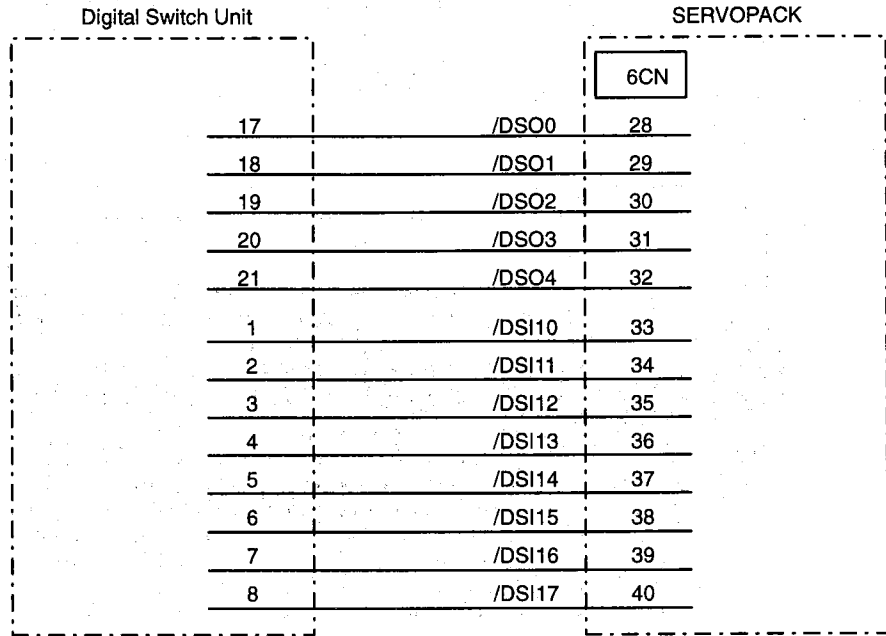 Digital Switch Unit SERVOPACK
6CN
17 /DSO0 28
18 /DSO1 29
19 /DSO2 30
20 /DSO3 31
21 /DSO4 32
1 /DSI10 33
2 /DSI11 34
3 /DSI12 35
4 /DSI13 36
5 /DSI14 37
6 /DSI15 38
7 /DSI16 39
8 /DSI17 40